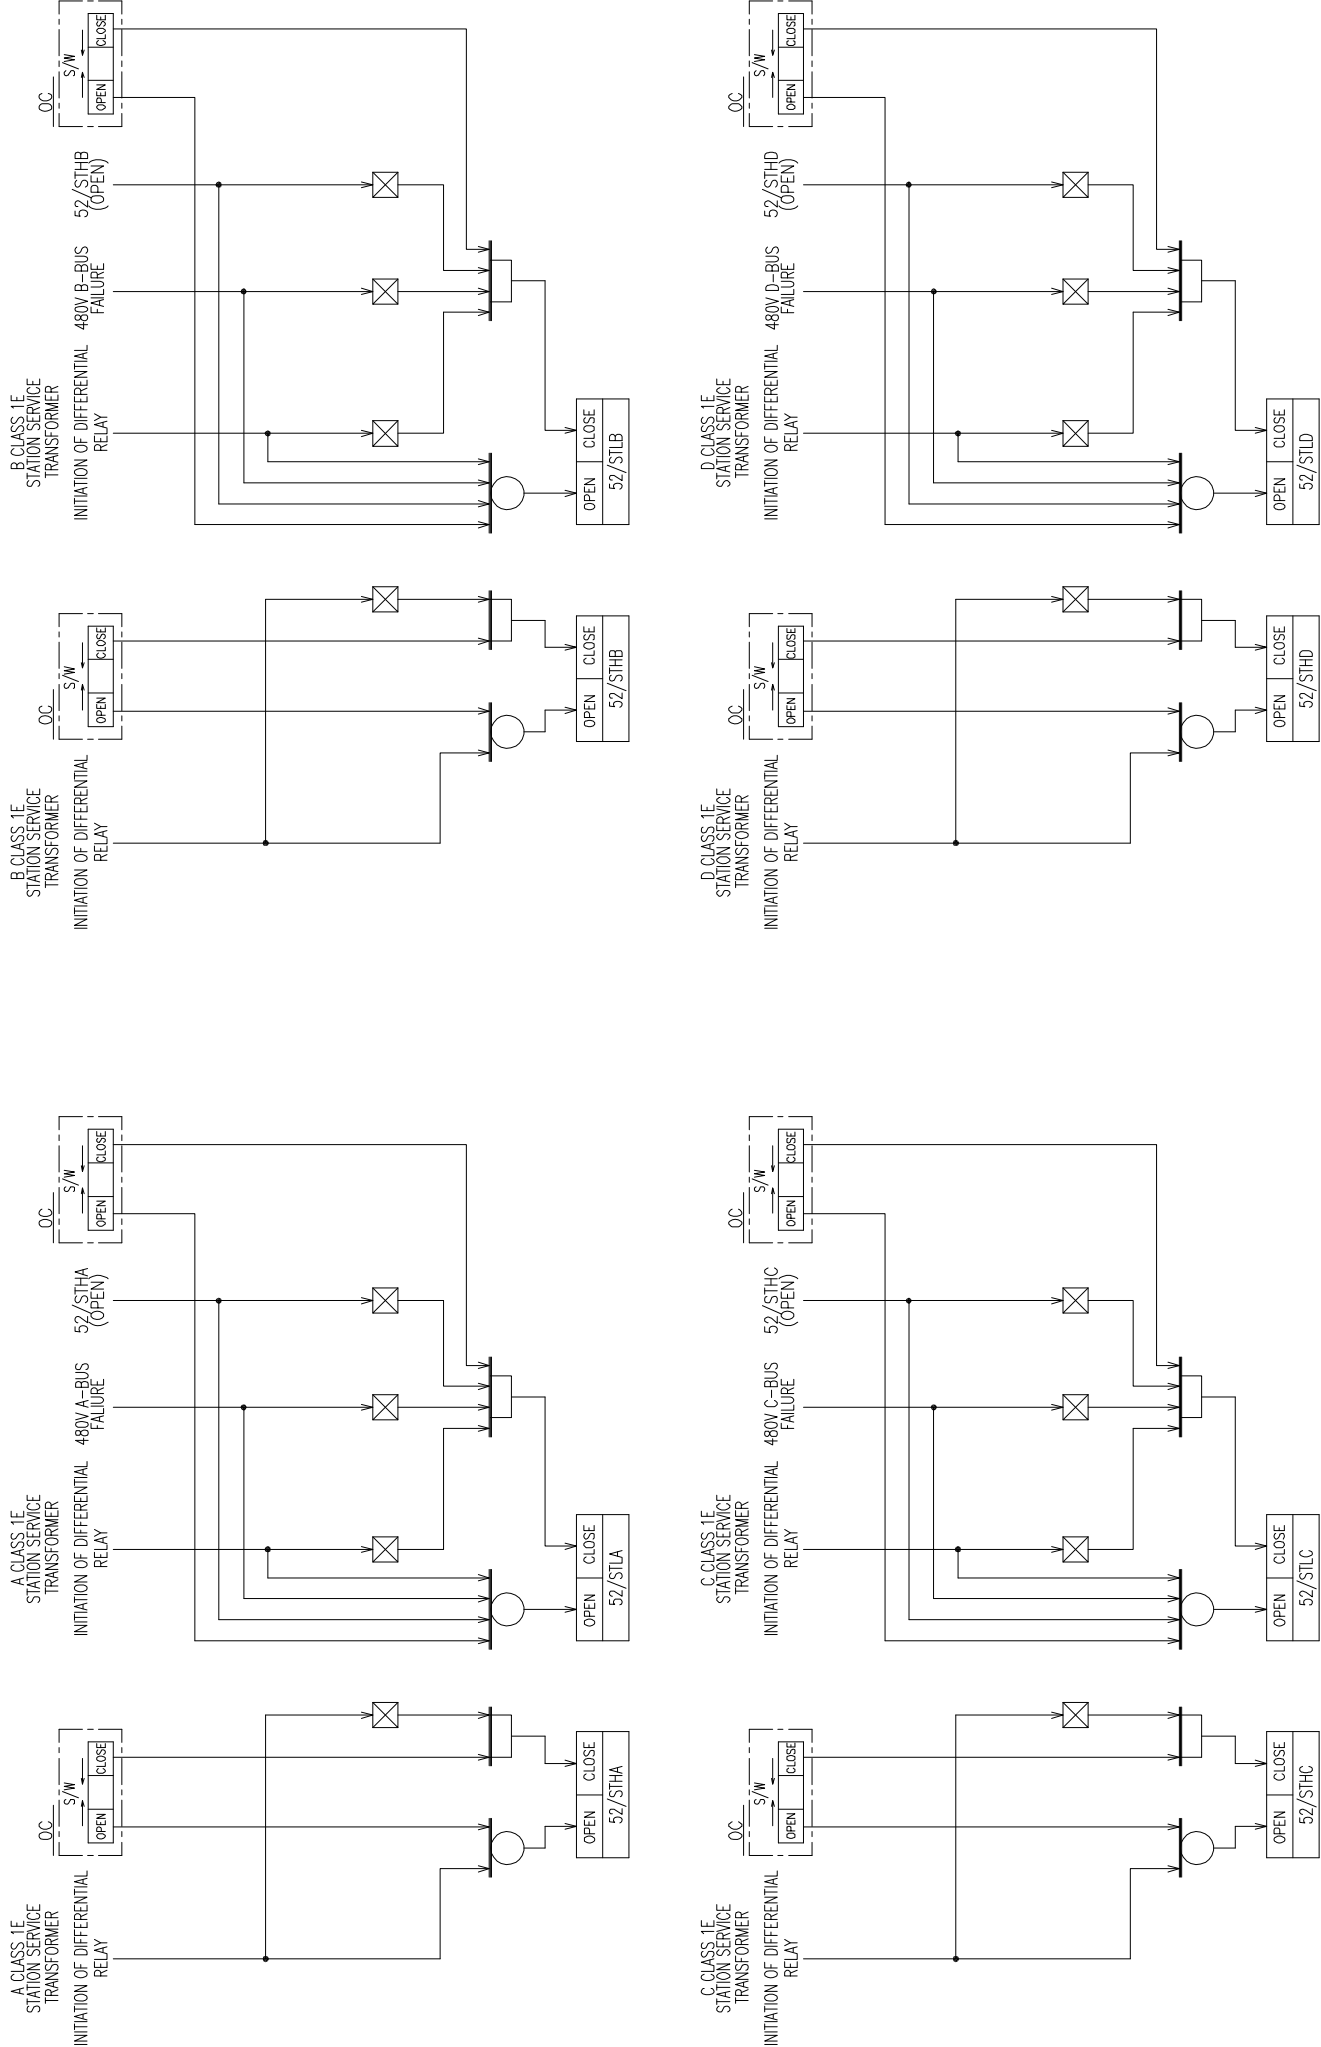 A CLASS 1E
STATION SERVICE
TRANSFORMER
INITIATION OF DIFFERENTIAL
RELAY
OC
S/W
OPEN
CLOSE
OPEN
CLOSE
52/STHA
A CLASS 1E
STATION SERVICE
TRANSFORMER
INITIATION OF DIFFERENTIAL
RELAY
480V A-BUS
FALIURE
52/STHA
(OPEN)
OC
S/W
OPEN
CLOSE
OPEN
CLOSE
52/STLA
B CLASS 1E
STATION SERVICE
TRANSFORMER
INITIATION OF DIFFERENTIAL
RELAY
OC
S/W
OPEN
CLOSE
OPEN
CLOSE
52/STHB
B CLASS 1E
STATION SERVICE
TRANSFORMER
INITIATION OF DIFFERENTIAL
RELAY
480V B-BUS
FAILURE
52/STHB
(OPEN)
OC
S/W
OPEN
CLOSE
OPEN
CLOSE
52/STLB
C CLASS 1E
STATION SERVICE
TRANSFORMER
INITIATION OF DIFFERENTIAL
RELAY
OC
S/W
OPEN
CLOSE
OPEN
CLOSE
52/STHC
C CLASS 1E
STATION SERVICE
TRANSFORMER
INITIATION OF DIFFERENTIAL
RELAY
480V C-BUS
FAILURE
52/STHC
(OPEN)
OC
S/W
OPEN
CLOSE
OPEN
CLOSE
52/STLC
D CLASS 1E
STATION SERVICE
TRANSFORMER
INITIATION OF DIFFERENTIAL
RELAY
OC
S/W
OPEN
CLOSE
OPEN
CLOSE
52/STHD
D CLASS 1E
STATION SERVICE
TRANSFORMER
INITIATION OF DIFFERENTIAL
RELAY
480V D-BUS
FAILURE
52/STHD
(OPEN)
OC
S/W
OPEN
CLOSE
OPEN
CLOSE
52/STLD